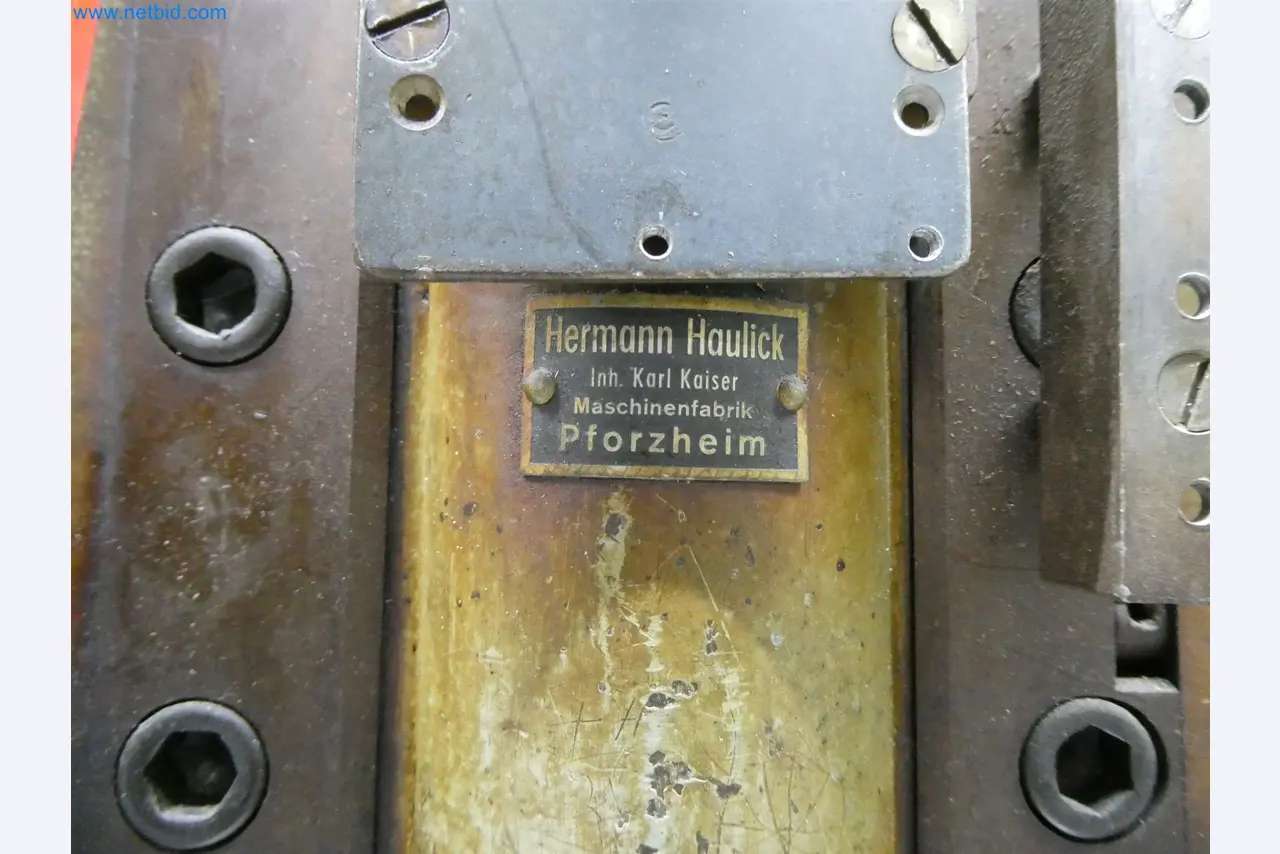 www.netbid.com
3
Hermann Haulick
Inh. Karl Kaiser
Maschinenfabrik
Pforzheim